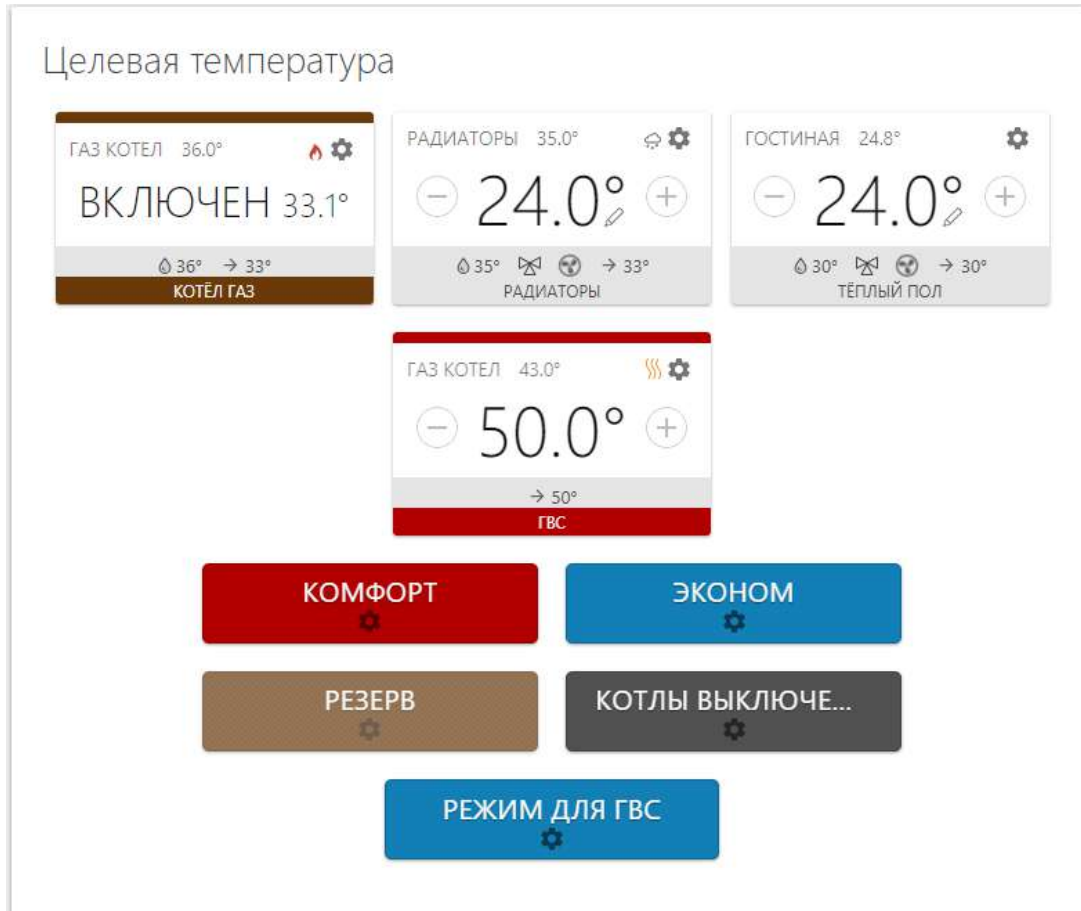 Целевая температура
ГАЗ КОТЕЛ 36.0°
ВКЛЮЧЕН 33.1°
36° → 33°
КОТЁЛ ГАЗ
РАДИАТОРЫ 35.0°
24.0°
35° → 33°
РАДИАТОРЫ
ГОСТИНАЯ 24.8°
24.0°
30° → 30°
ТЁПЛЫЙ ПОЛ
ГАЗ КОТЕЛ 43.0°
50.0°
→ 50°
ГВС
КОМФОРТ
ЭКОНОМ
РЕЗЕРВ
КОТЛЫ ВЫКЛЮЧЕ...
РЕЖИМ ДЛЯ ГВС